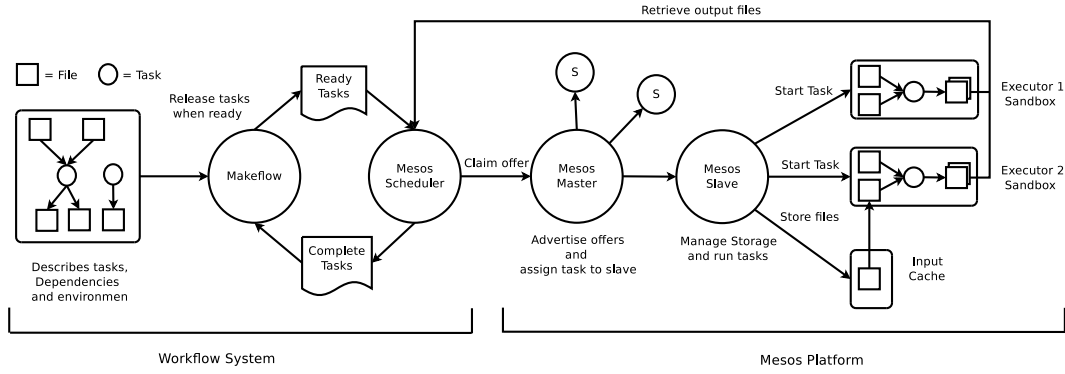 Retrieve output files
= File
= Task
Release tasks
when ready
Ready
Tasks
S
S
Start Task
Executor 1
Sandbox
Makeflow
Mesos
Scheduler
Claim offer
Mesos
Master
Mesos
Slave
Start Task
Executor 2
Sandbox
Store files
Describes tasks,
Dependencies
and environmen
Complete
Tasks
Advertise offers
and
assign task to slave
Manage Storage
and run tasks
Input
Cache
Workflow System
Mesos Platform